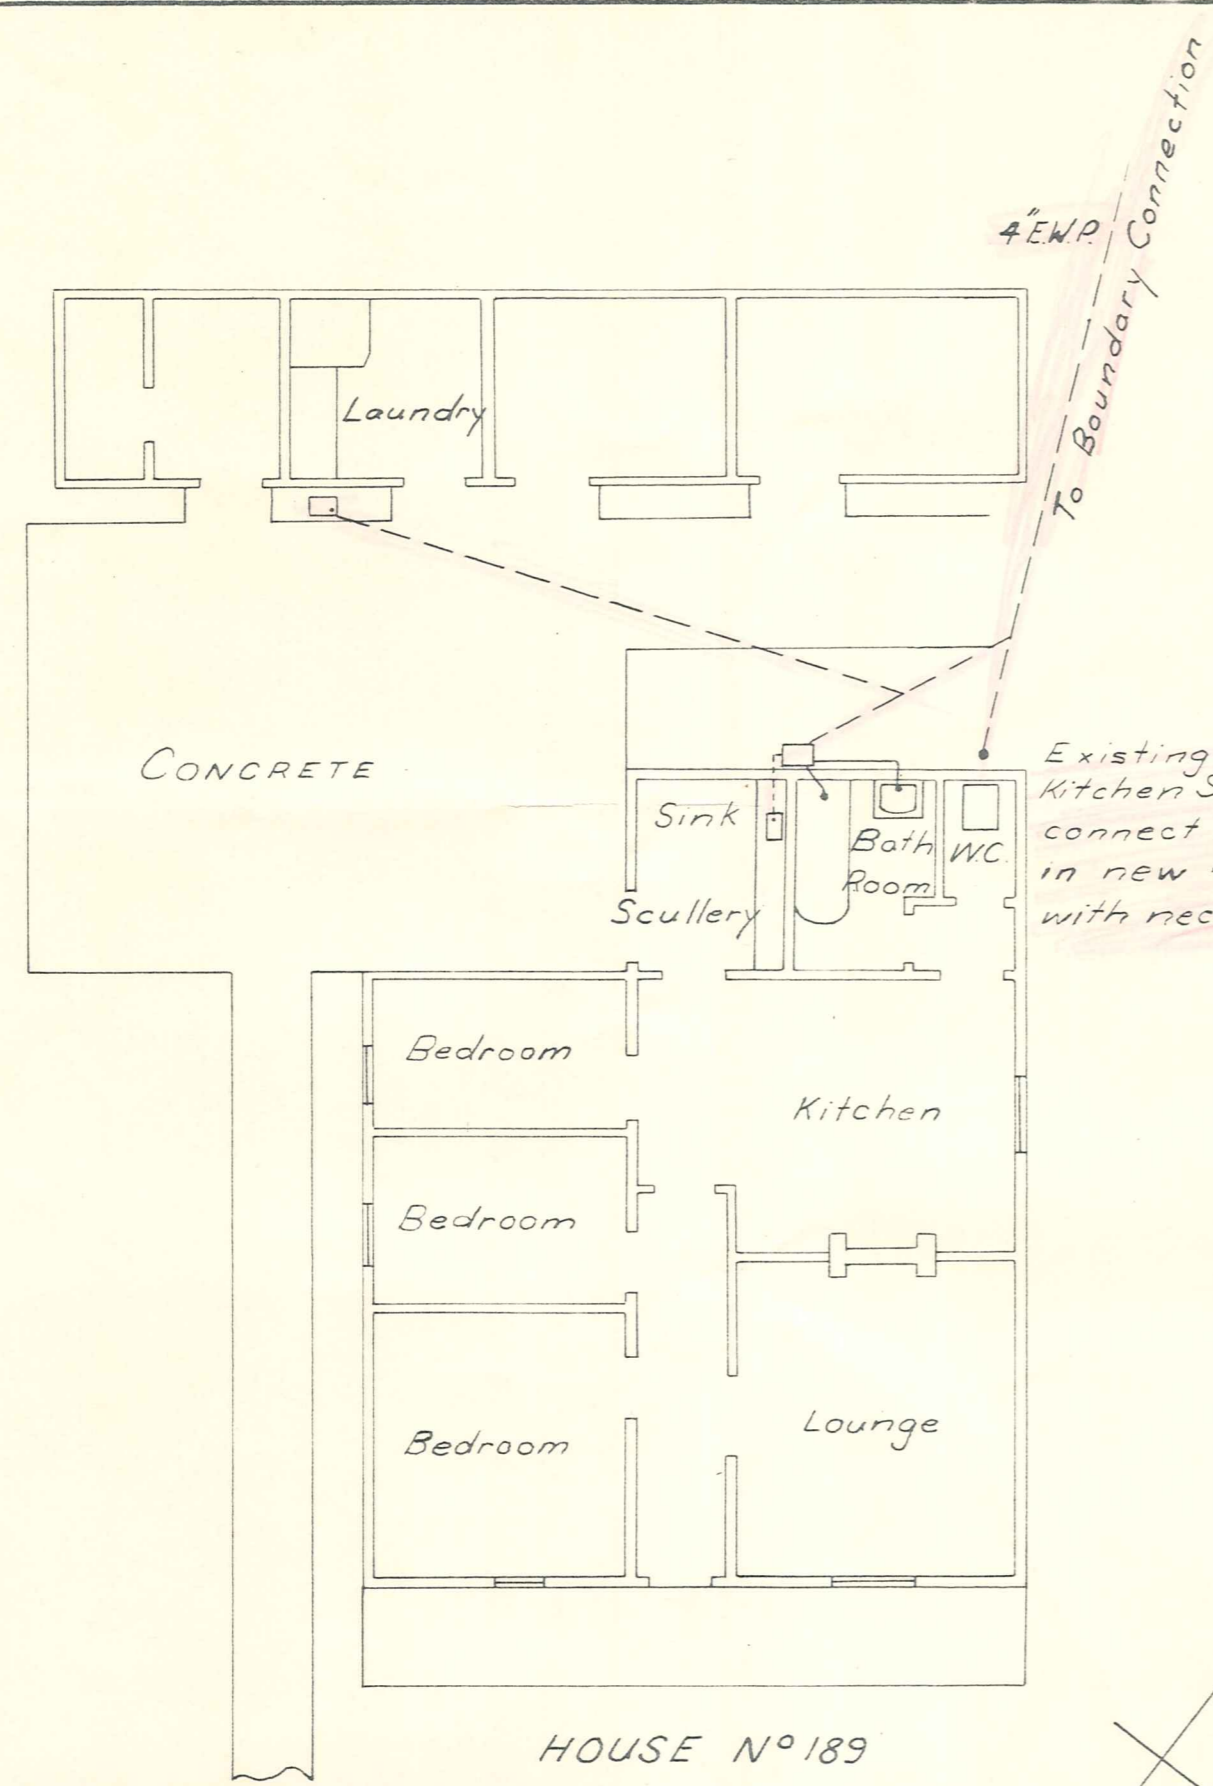 To Boundary Connection
4" E.W.P.
Laundry
CONCRETE
Existing
Kitchen
connect
in new
with
Sink
Bath
Room
W.C.
Scullery
Bedroom
Kitchen
Bedroom
Bedroom
Lounge
HOUSE Nº 189